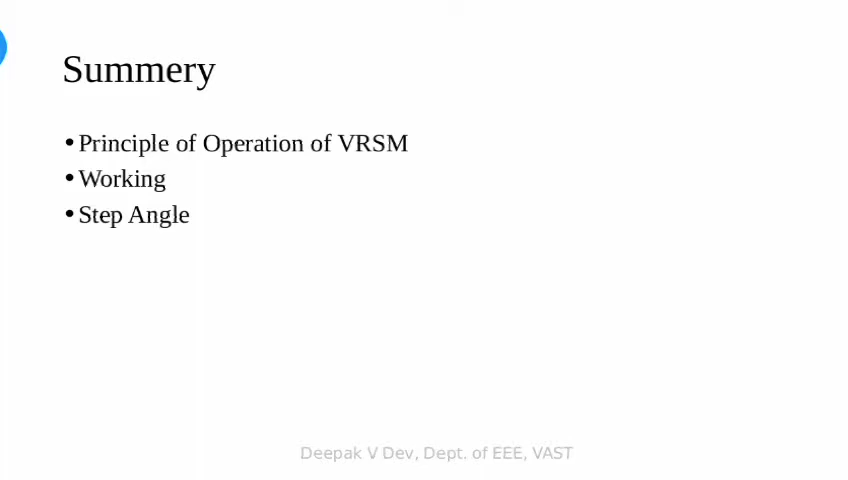 Summery
•Principle of Operation of VRSM
•Working
•Step Angle
Deepak V Dev, Dept. of EEE, VAST